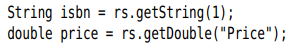 String isbn = rs.getString(1);
double price = rs.getDouble("Price");